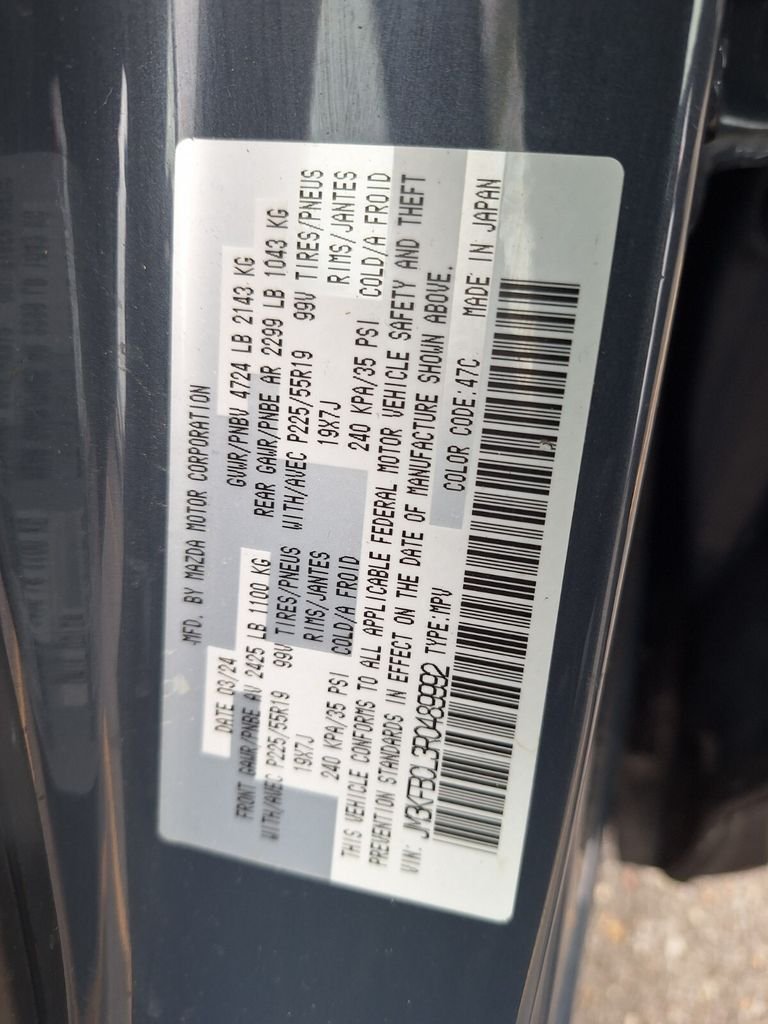 MFD. BY MAZDA MOTOR CORPORATION
DATE 03/24 GVWR/PNBV 4724 LB 2143 KG
FRONT GAWR/PNBE AV 2425 LB 1100 KG REAR GAWR/PNBE AR 2299 LB 1043 KG
WITH/AVEC P225/55R19 99V TIRES/PNEUS WITH/AVEC P225/55R19 99V TIRES/PNEUS
19X7J RIMS/JANTES 19X7J RIMS/JANTES
240 KPA/35 PSI COLD/A FROID 240 KPA/35 PSI COLD/A FROID
THIS VEHICLE CONFORMS TO ALL APPLICABLE FEDERAL MOTOR VEHICLE SAFETY AND THEFT
PREVENTION STANDARDS IN EFFECT ON THE DATE OF MANUFACTURE SHOWN ABOVE.
VIN: JM3KFBCL3R0489992 TYPE:MPV COLOR CODE:47C MADE IN JAPAN